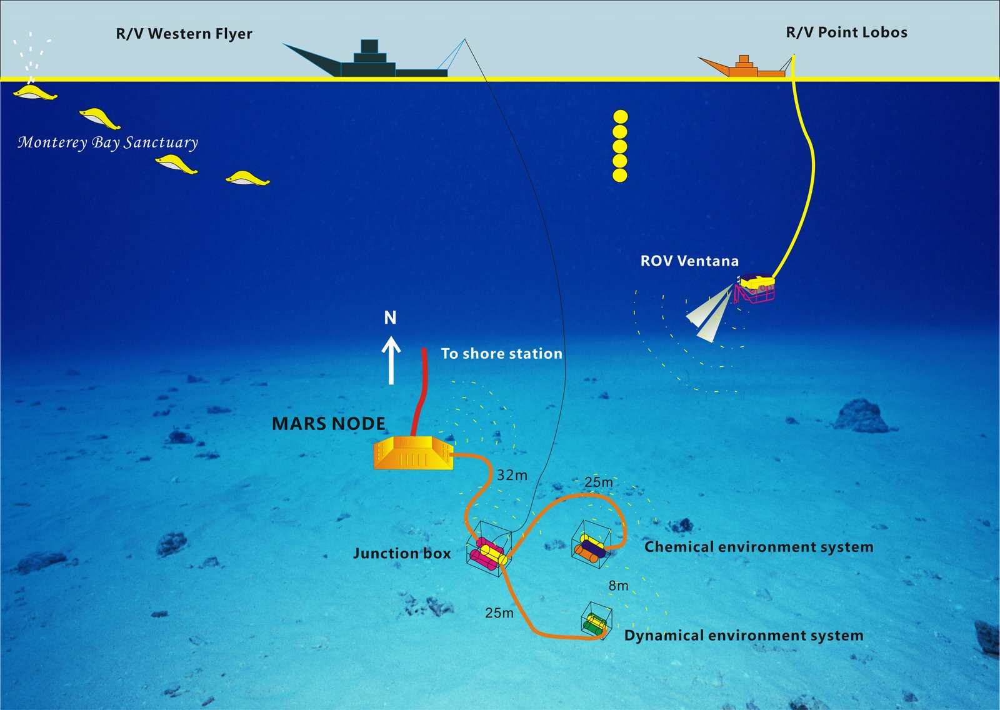 R/V Western Flyer
R/V Point Lobos
Monterey Bay Sanctuary
ROV Ventana
N
To shore station
MARS NODE
32m
25m
Junction box
Chemical environment system
8m
25m
Dynamical environment system